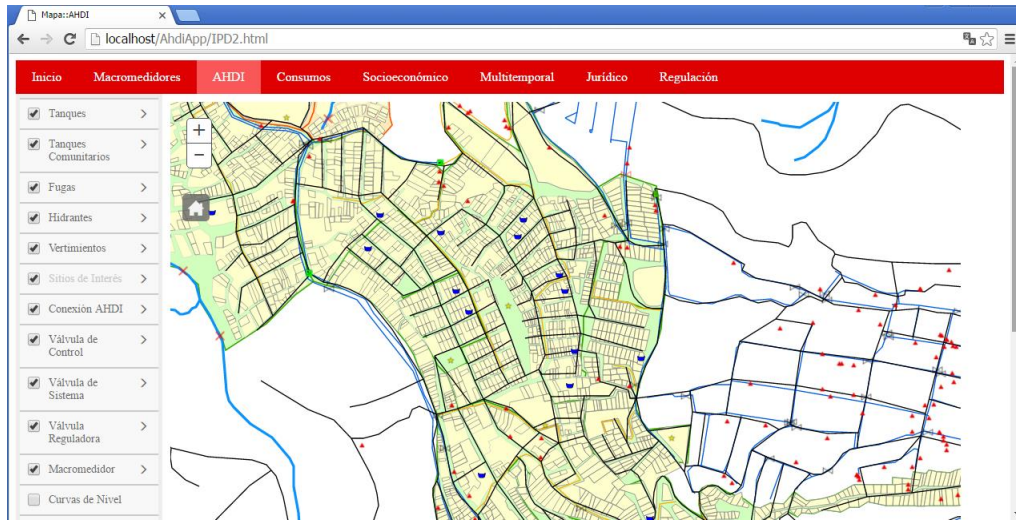 Mapa::AHDI
localhost/AhdiApp/IPD2.html
Inicio Macromedidores AHDI Consumos Socioeconómico Multitemporal Jurídico Regulación
Tanques
Tanques
Comunitarios
Fugas
Hidrantes
Vertimientos
Sitios de Interés
Conexión AHDI
Válvula de
Control
Válvula de
Sistema
Válvula
Reguladora
Macromedidor
Curvas de Nivel
+
−